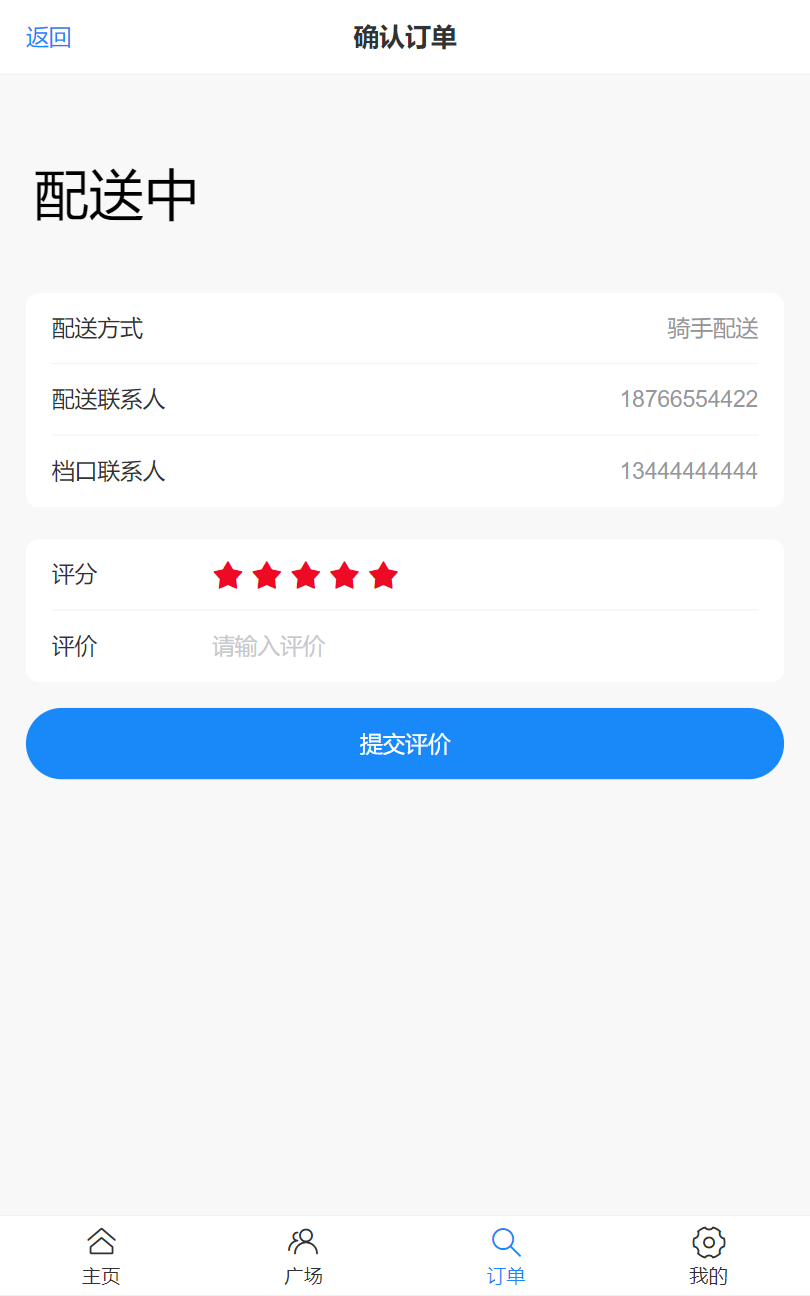 返回
确认订单
配送中
配送方式 骑手配送
配送联系人 18766554422
档口联系人 13444444444
评分
评价 请输入评价
提交评价
主页 广场 订单 我的